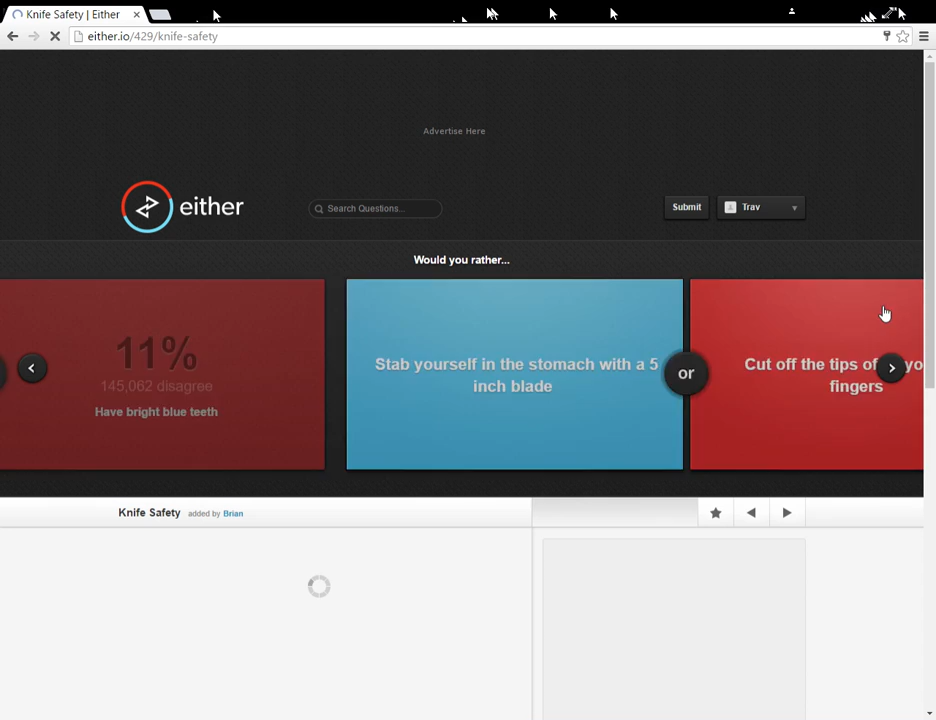 Knife Safety | Either
either.io/429/knife-safety
Advertise Here
either
Search Questions...
Submit
Trav
Would you rather...
11%
145,062 disagree
Have bright blue teeth
Stab yourself in the stomach with a 5
inch blade
or
Cut off the tips of yo
fingers
Knife Safety added by Brian